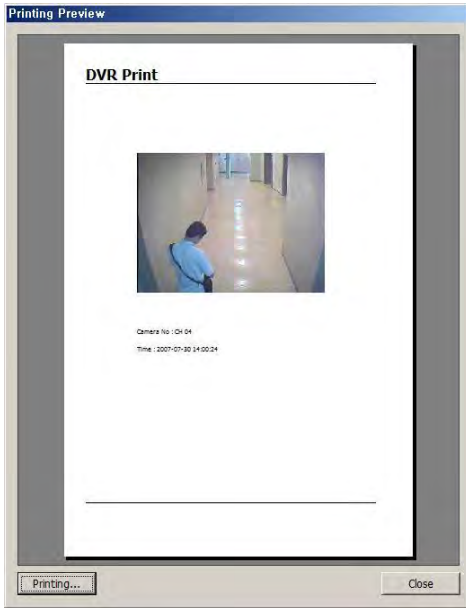 Printing Preview
DVR Print
Camera No : CH 04
Time : 2007-07-30 14:00:24
Printing...
Close